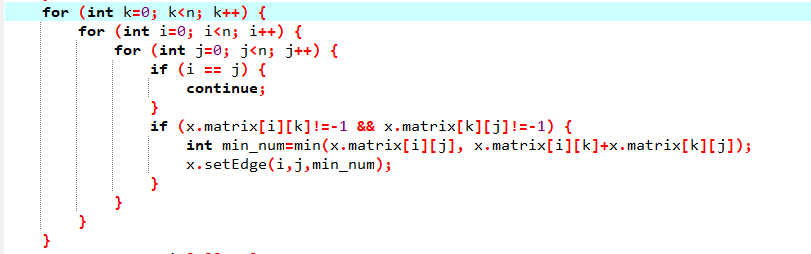 for (int k=0; k<n; k++) {
for (int i=0; i<n; i++) {
for (int j=0; j<n; j++) {
if (i == j) {
continue;
}
if (x.matrix[i][k]!=-1 && x.matrix[k][j]!=-1) {
int min_num=min(x.matrix[i][j], x.matrix[i][k]+x.matrix[k][j]);
x.setEdge(i,j,min_num);
}
}
}
}